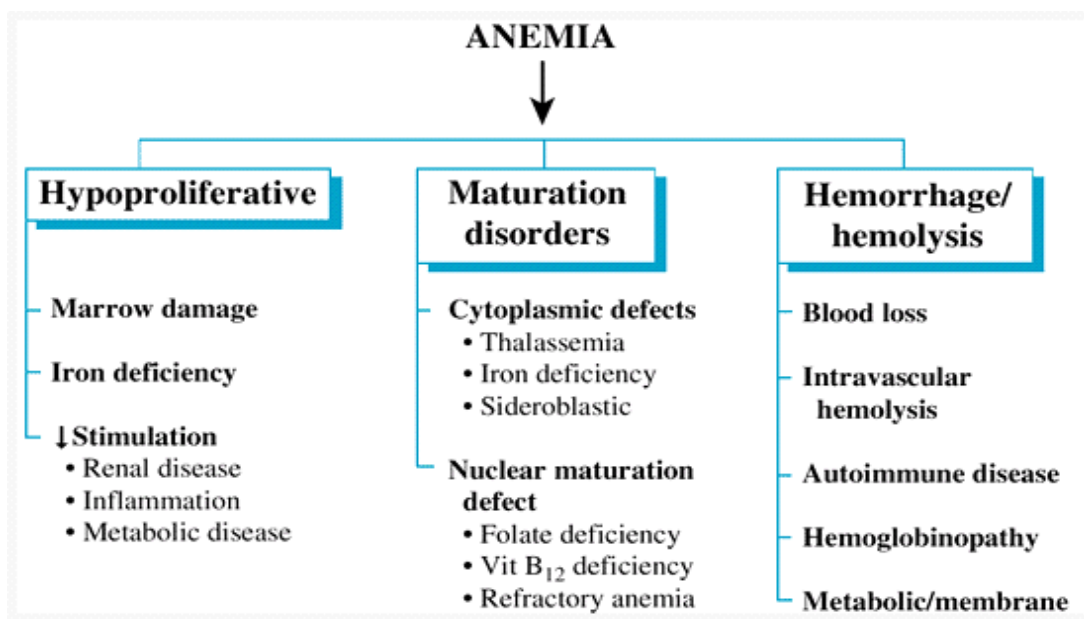 ANEMIA
Hypoproliferative
Marrow damage
Iron deficiency
↓Stimulation
• Renal disease
• Inflammation
• Metabolic disease
Maturation
disorders
Cytoplasmic defects
• Thalassemia
• Iron deficiency
• Sideroblastic
Nuclear maturation
defect
• Folate deficiency
• Vit B₁₂ deficiency
• Refractory anemia
Hemorrhage/
hemolysis
Blood loss
Intravascular
hemolysis
Autoimmune disease
Hemoglobinopathy
Metabolic/membrane